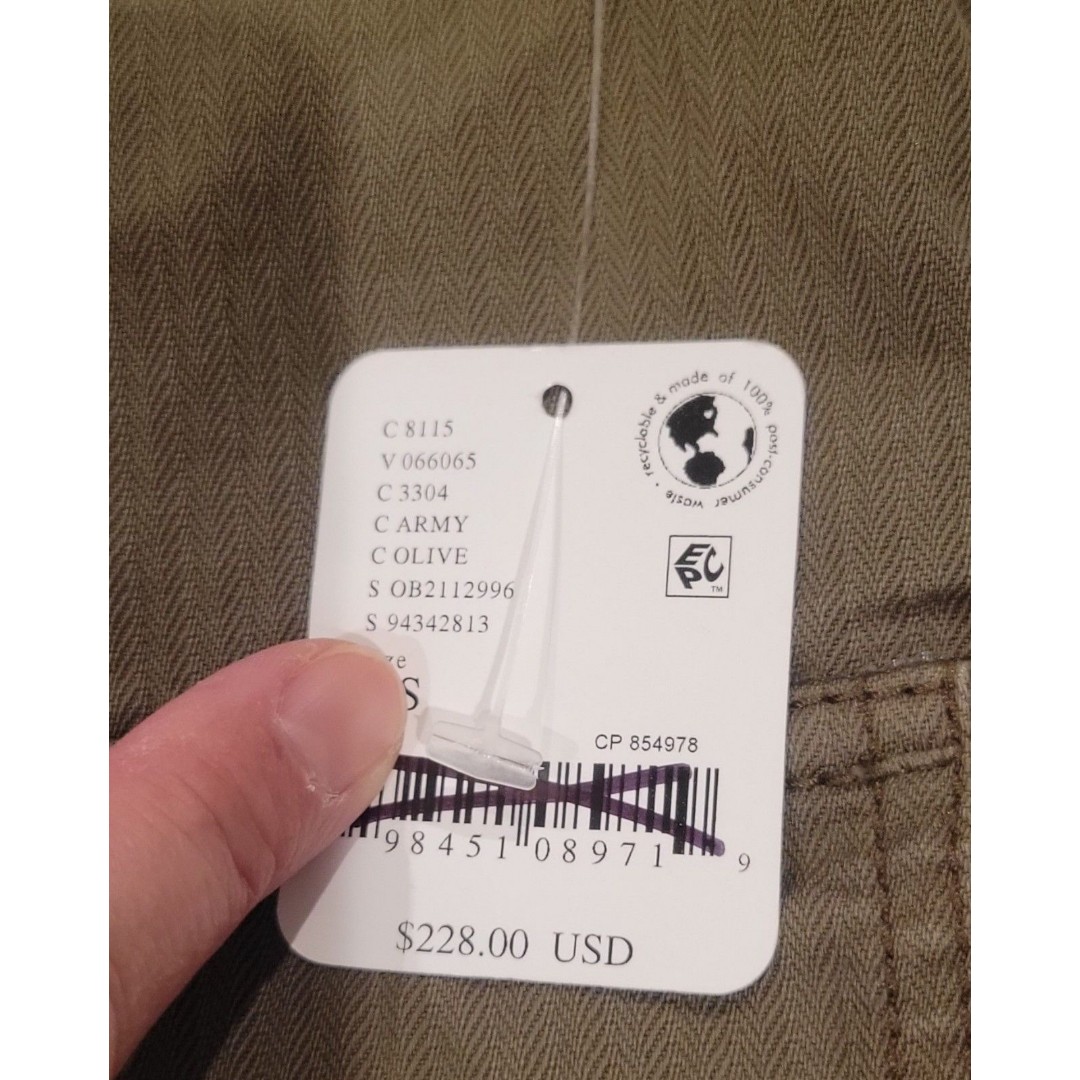 C 8115
V 066065
C 3304
C ARMY
C OLIVE
S OB2112996
S 94342813
S
recyclable & made of 100% post-consumer waste •
EPC TM
CP 854978
98451 08971 9
$228.00 USD